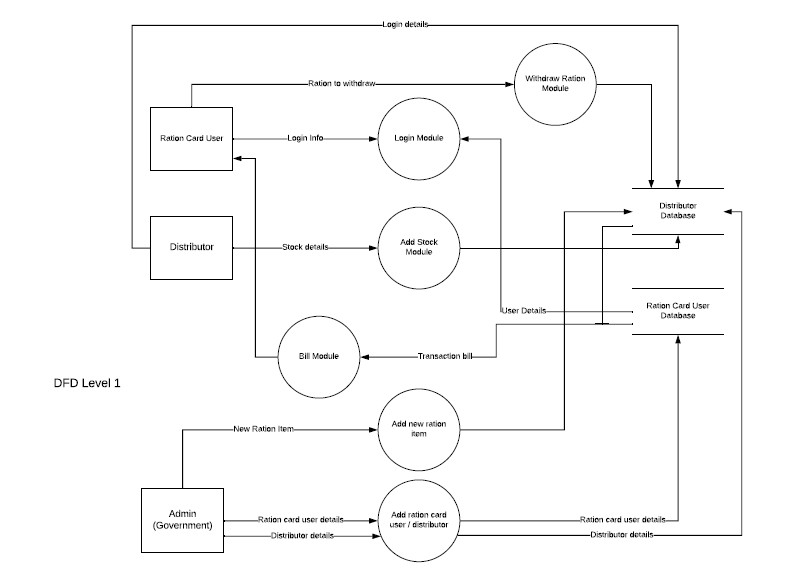 Login details
Withdraw Ration
Module
Ration to withdraw
Ration Card User
Login Info
Login Module
Distributor
Database
Distributor
Stock details
Add Stock
Module
User Details
Ration Card User
Database
Bill Module
Transaction bill
DFD Level 1
New Ration Item
Add new ration
item
Admin
(Government)
Ration card user details
Distributor details
Add ration card
user / distributor
Ration card user details
Distributor details